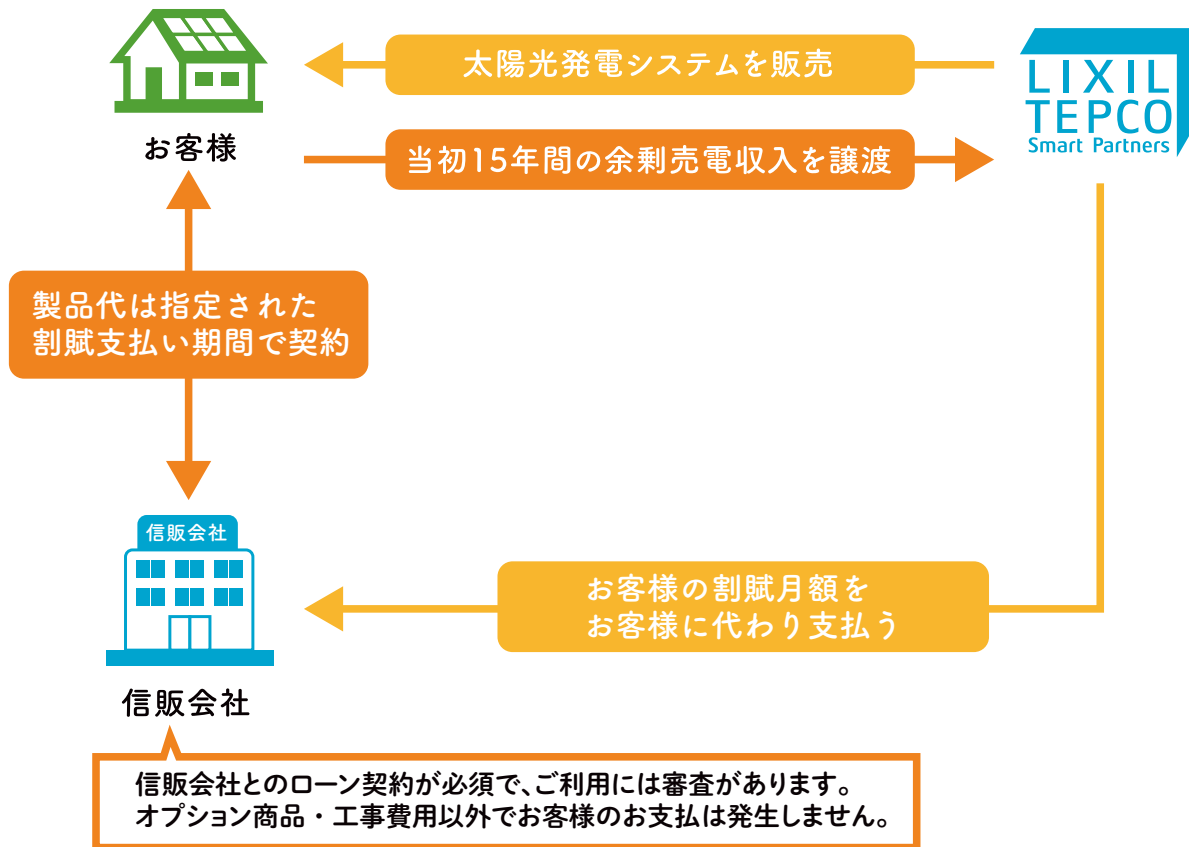 太陽光発電システムを販売
LIXIL
TEPCO
Smart Partners
お客様
当初15年間の余剰売電収入を譲渡
製品代は指定された
割賦支払い期間で契約
信販会社
お客様の割賦月額を
お客様に代わり支払う
信販会社
信販会社とのローン契約が必須で、ご利用には審査があります。
オプション商品・工事費用以外でお客様のお支払は発生しません。